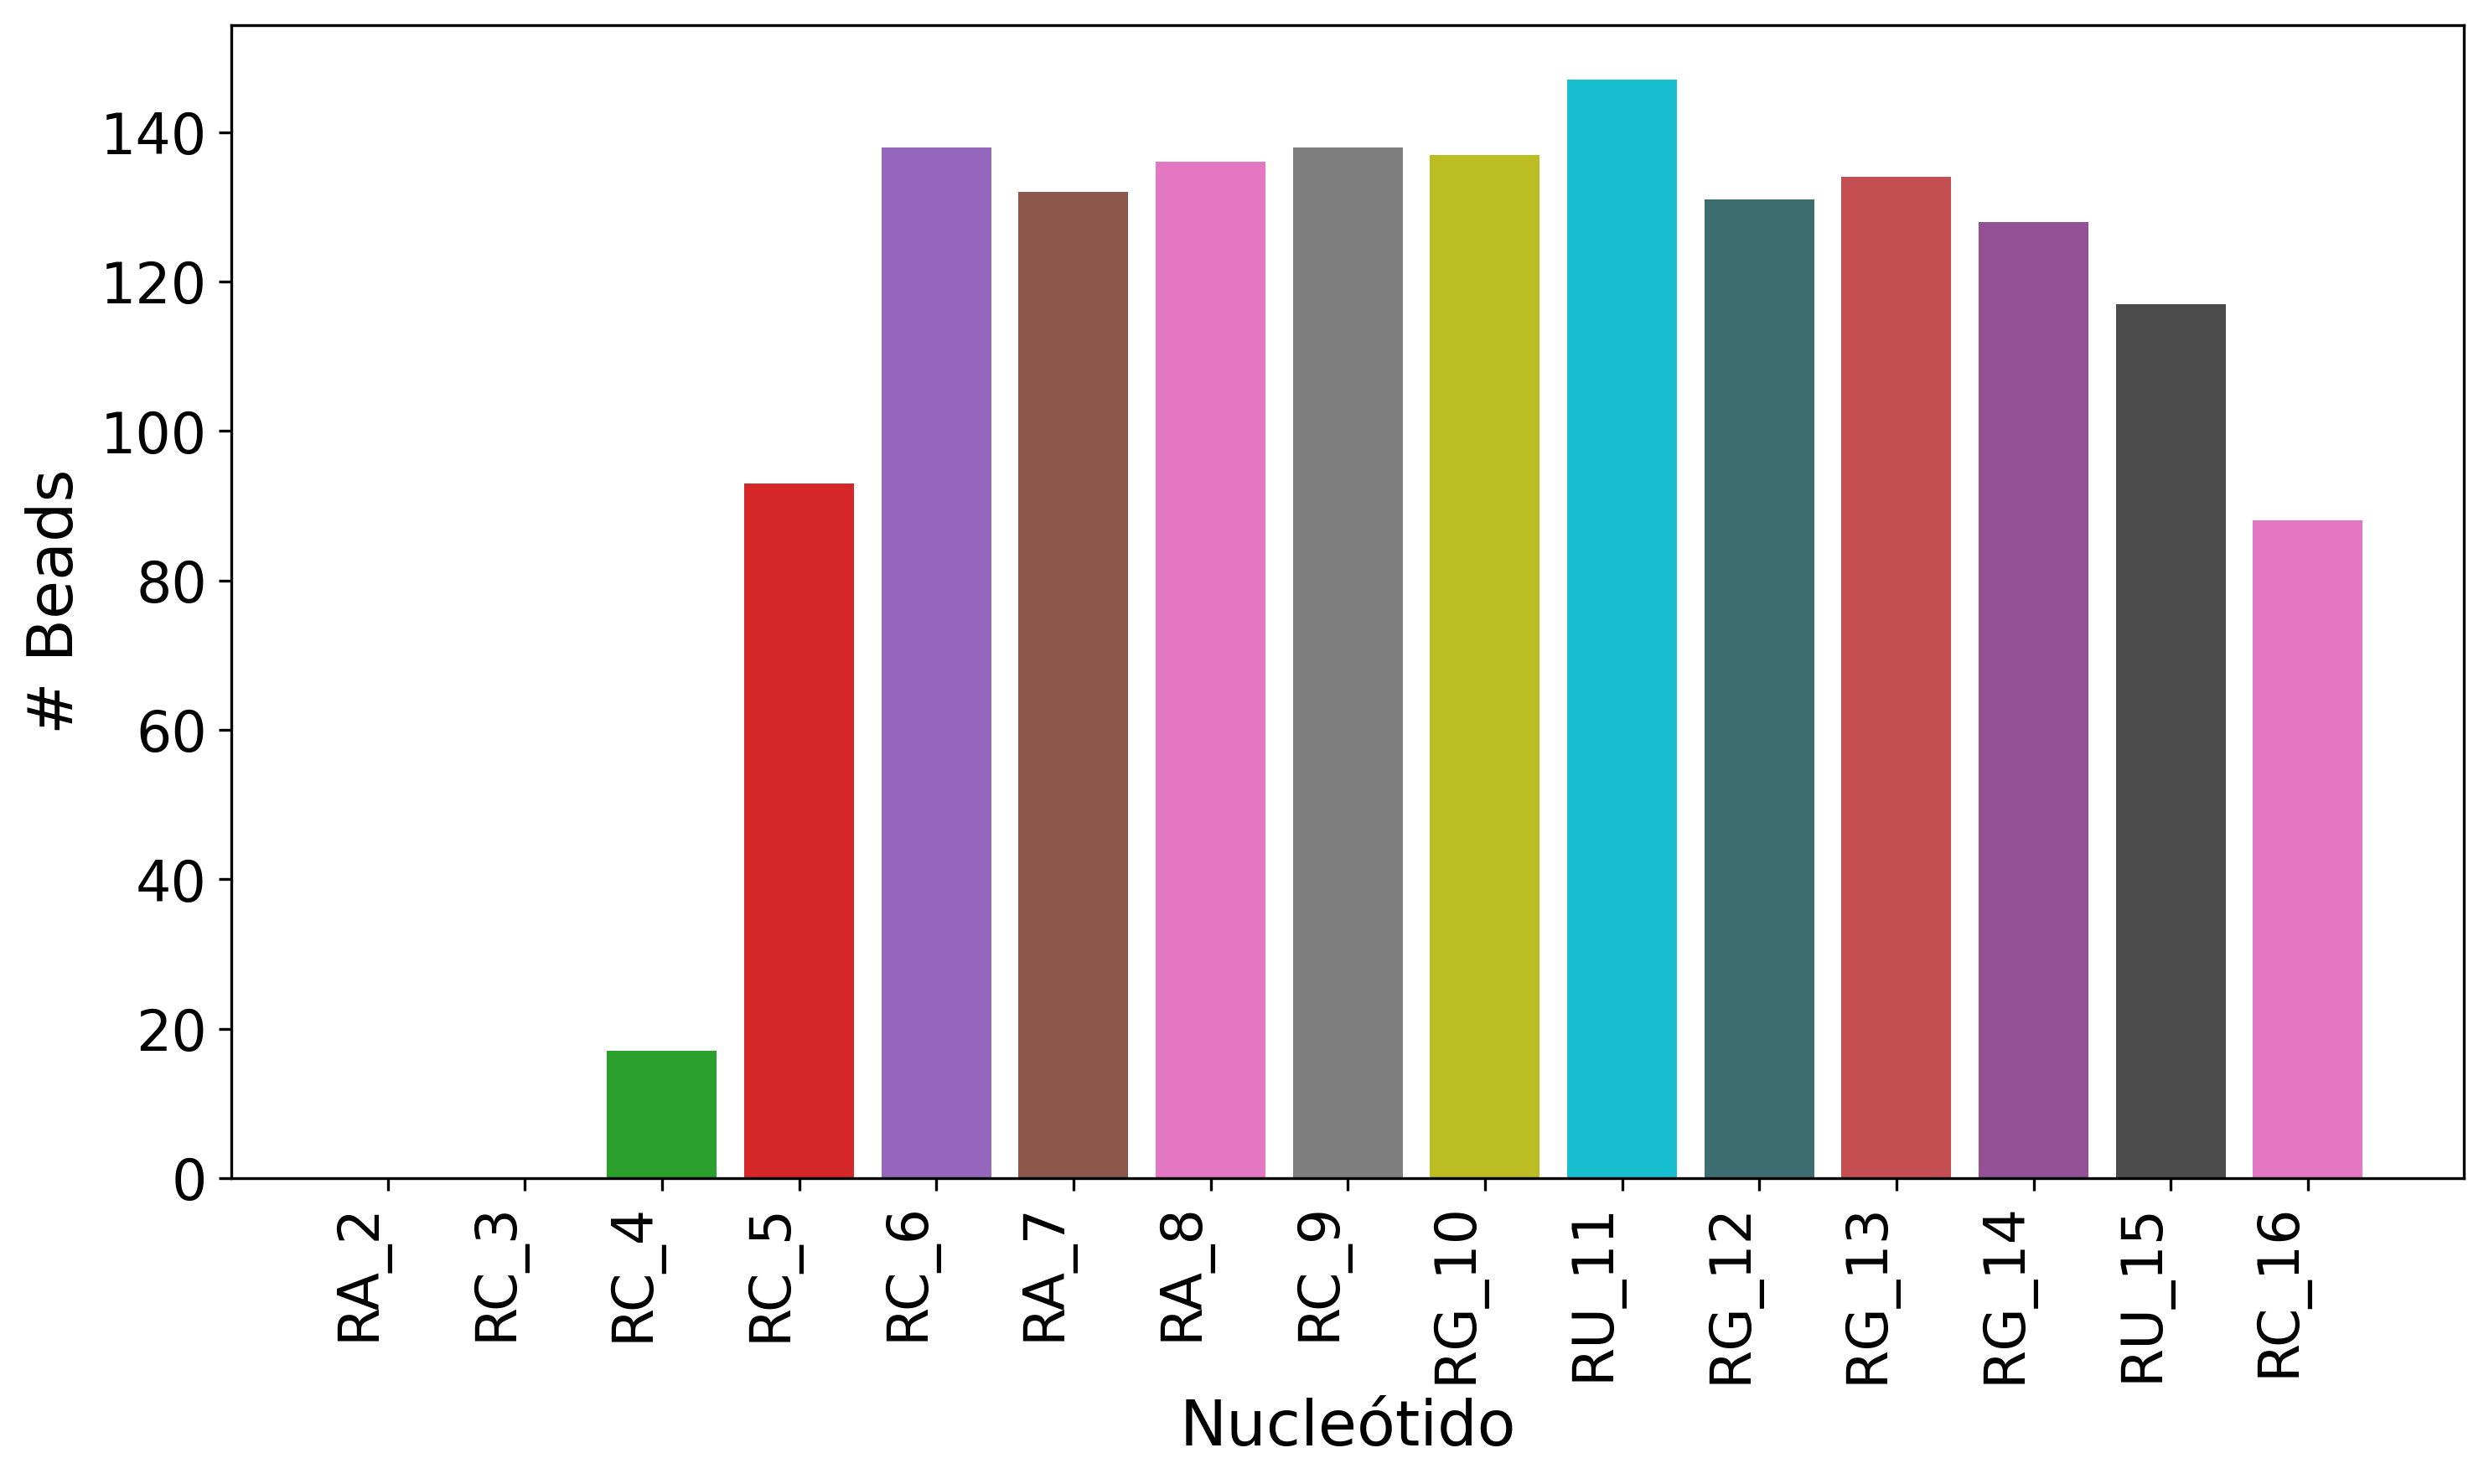 # Beads
140
120
100
80
60
40
20
0
RA_2
RC_3
RC_4
RC_5
RC_6
RA_7
RA_8
RC_9
RG_10
RU_11
RG_12
RG_13
RG_14
RU_15
RC_16
Nucleótido